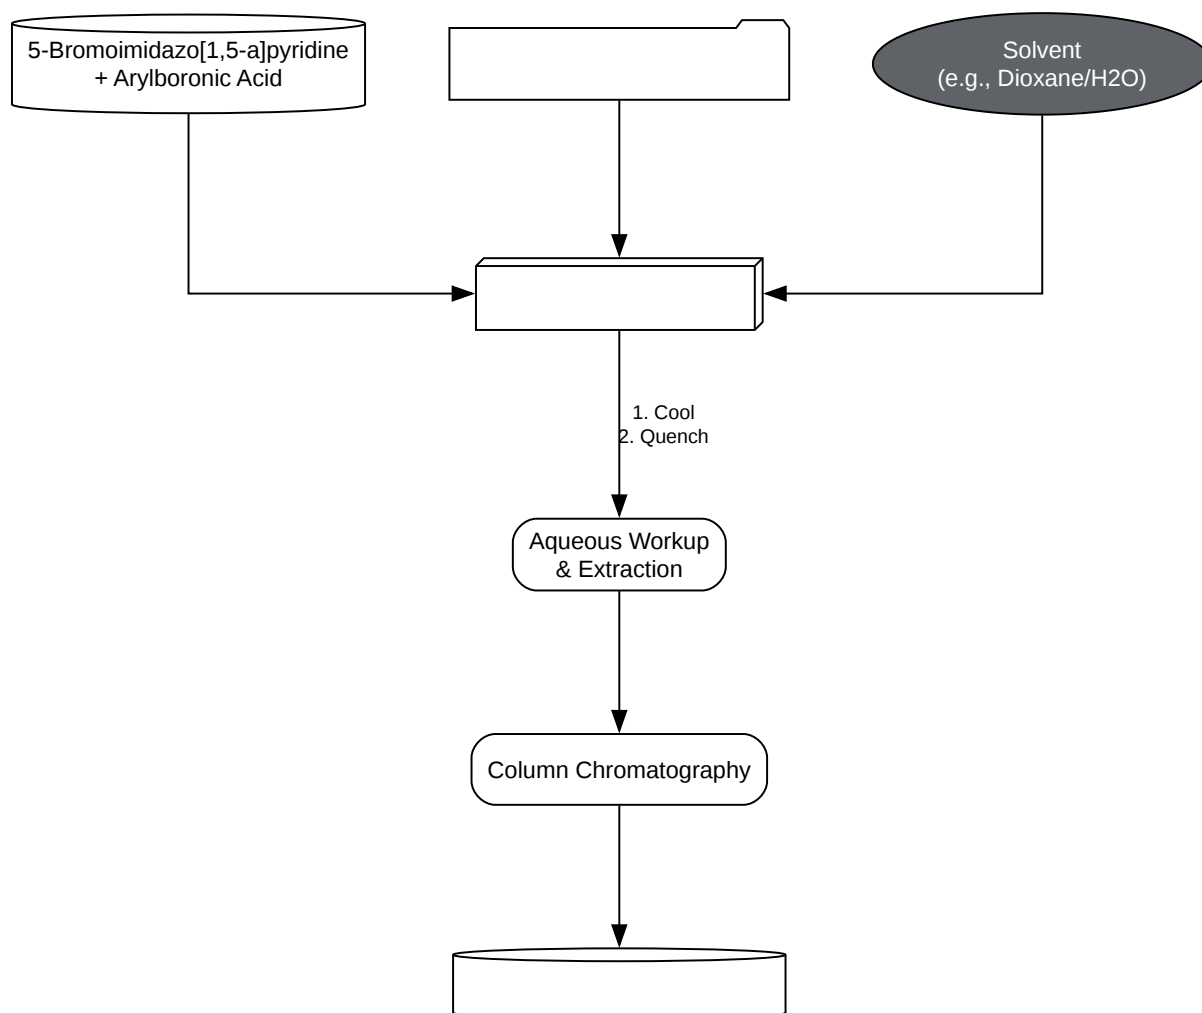 5-Bromoimidazo[1,5-a]pyridine
+ Arylboronic Acid
Solvent
(e.g., Dioxane/H2O)
1. Cool
2. Quench
Aqueous Workup
& Extraction
Column Chromatography